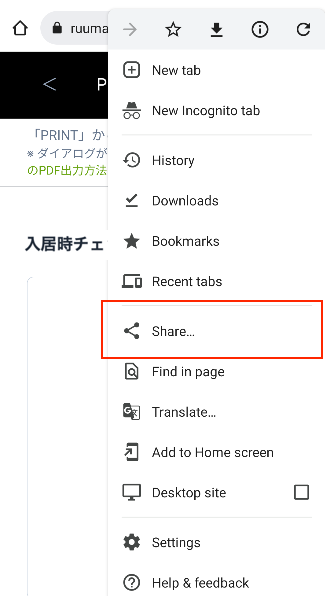 ruuma
New tab
New Incognito tab
P
「PRINT」か
※ ダイアログが
のPDF出力方法
History
Downloads
入居時チェ
Bookmarks
Recent tabs
Share...
Find in page
Translate...
Add to Home screen
Desktop site
Settings
Help & feedback